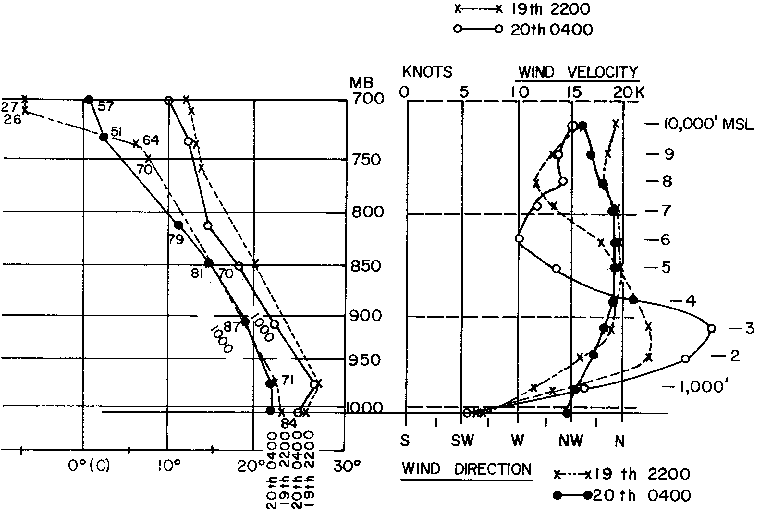 x-----x 19th 2200
o——o 20th 0400
MB
KNOTS WIND VELOCITY
0 5 10 15 20 K
700
750
800
850
900
950
1000
27
26
57
51
64
70
79
81
70
87
1000
1000
71
84
— 10,000' MSL
— 9
— 8
— 7
— 6
— 5
— 4
— 3
— 2
— 1,000'
S SW W NW N
0° (C) 10° 20° 30°
20th 0400
19th 2200
20th 0400
19th 2200
WIND DIRECTION
x----x 19 th 2200
●——● 20 th 0400